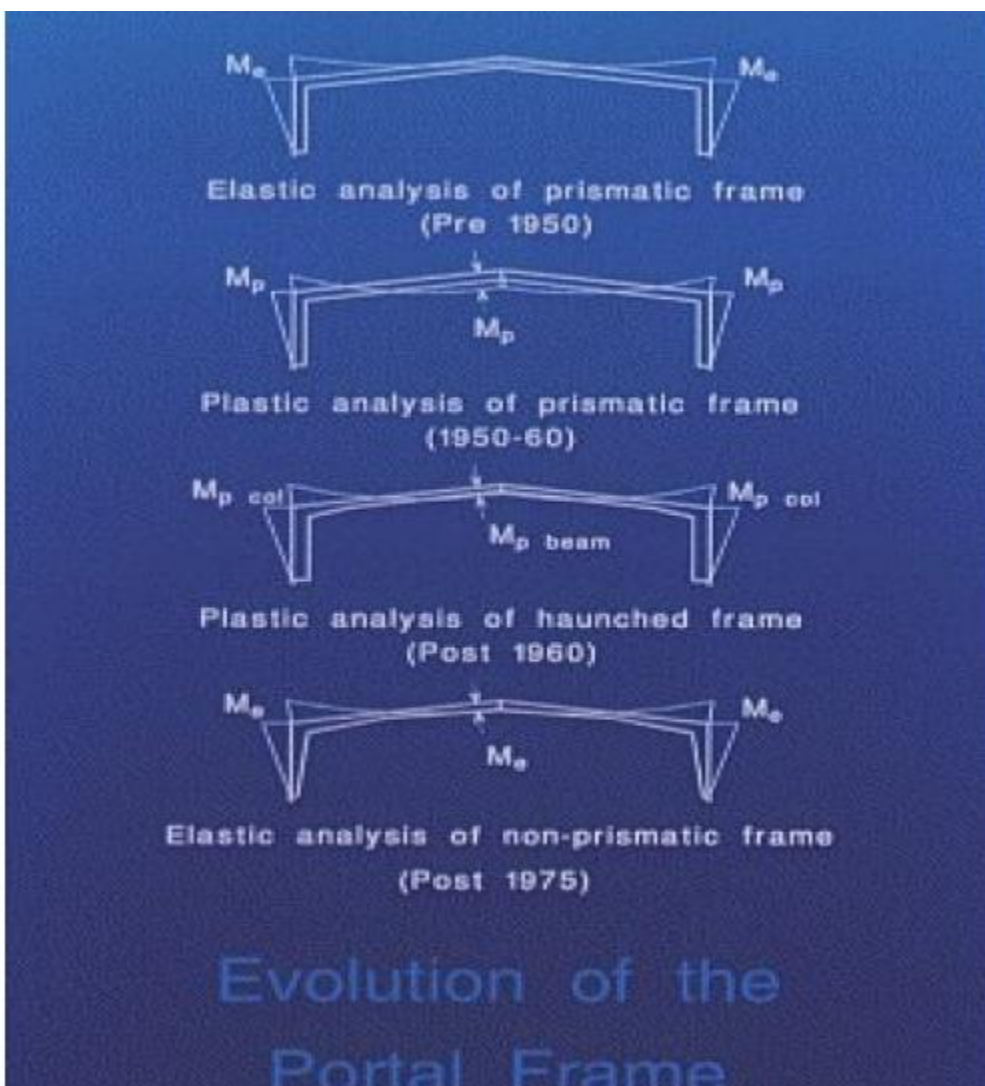 Me Me
Elastic analysis of prismatic frame
(Pre 1950)
Mp Mp
Mp
Plastic analysis of prismatic frame
(1950-60)
Mp col Mp col
Mp beam
Plastic analysis of haunched frame
(Post 1960)
Me Me
Me
Elastic analysis of non-prismatic frame
(Post 1975)
Evolution of the
Portal Frame